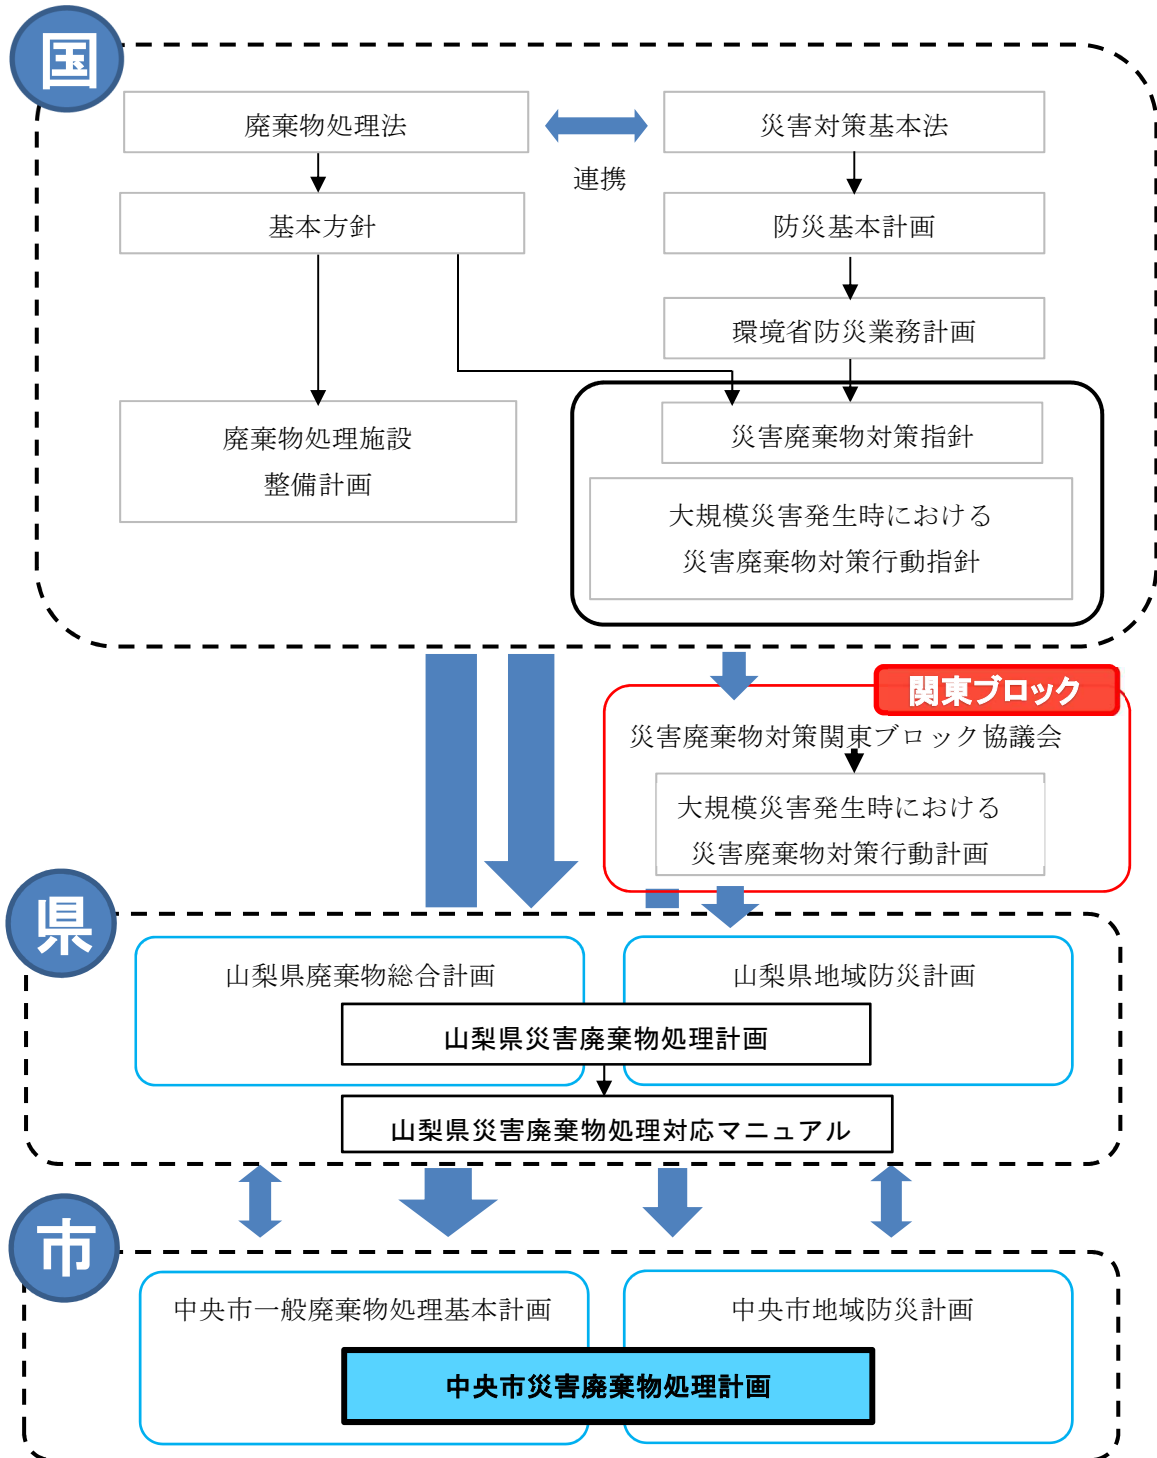 国
廃棄物処理法
災害対策基本法
連携
基本方針
防災基本計画
環境省防災業務計画
廃棄物処理施設
整備計画
災害廃棄物対策指針
大規模災害発生時における
災害廃棄物対策行動指針
関東ブロック
災害廃棄物対策関東ブロック協議会
大規模災害発生時における
災害廃棄物対策行動計画
県
山梨県廃棄物総合計画
山梨県地域防災計画
山梨県災害廃棄物処理計画
山梨県災害廃棄物処理対応マニュアル
市
中央市一般廃棄物処理基本計画
中央市地域防災計画
中央市災害廃棄物処理計画